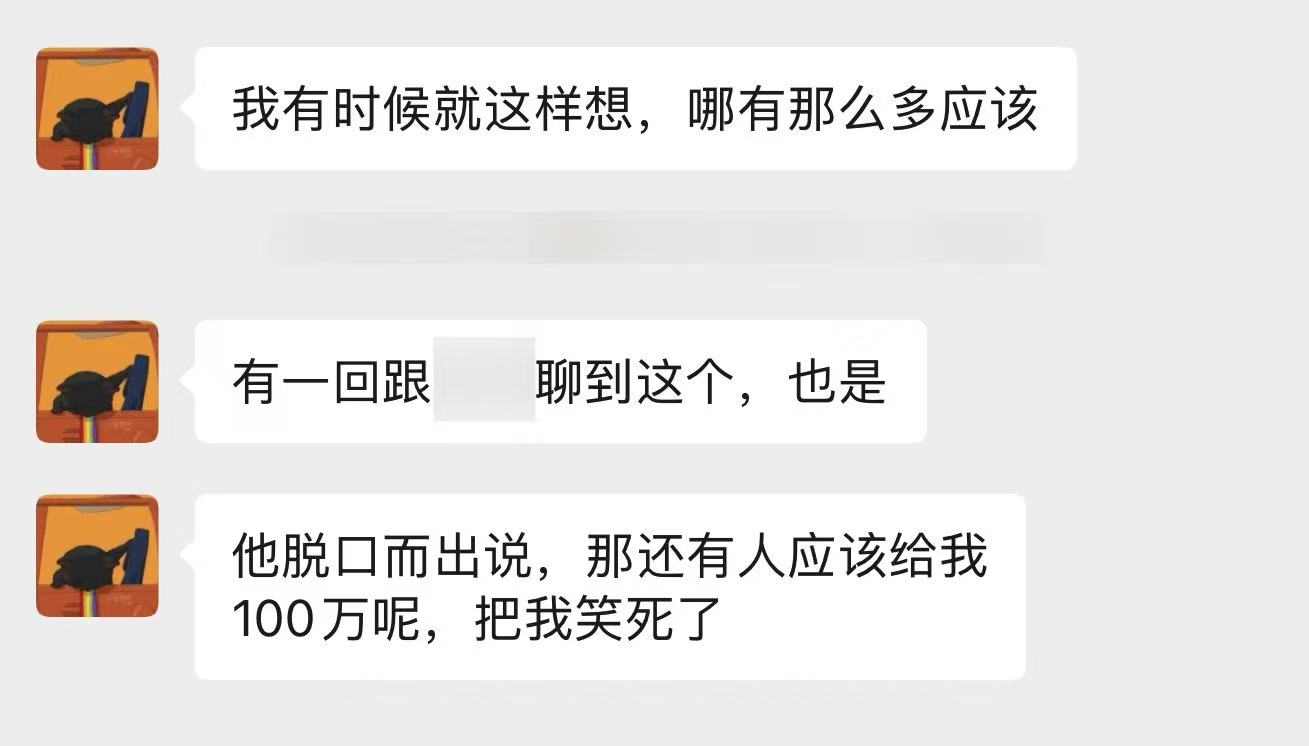 我有时候就这样想，哪有那么多应该
有一回跟聊到这个，也是
他脱口而出说，那还有人应该给我
100万呢，把我笑死了